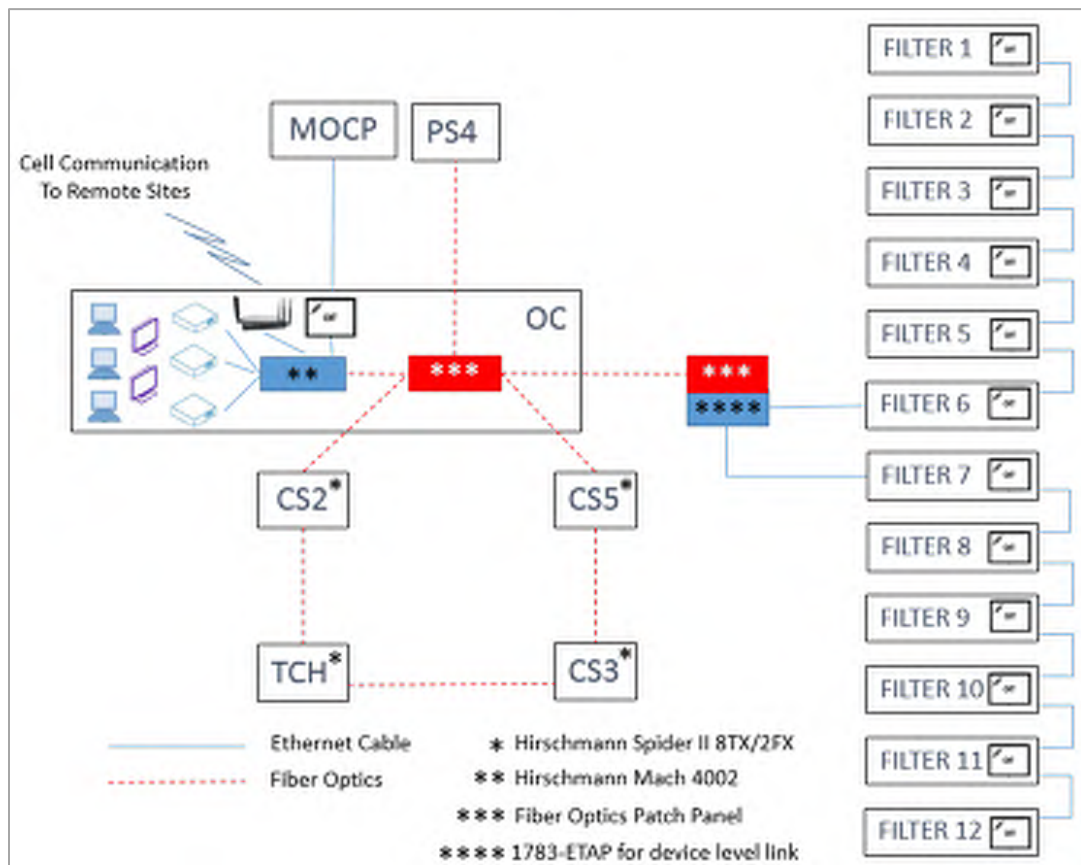 FILTER 1
FILTER 2
FILTER 3
FILTER 4
FILTER 5
FILTER 6
FILTER 7
FILTER 8
FILTER 9
FILTER 10
FILTER 11
FILTER 12
MOCP
PS4
Cell Communication
To Remote Sites
OC
**
***
***
****
CS2*
CS5*
TCH*
CS3*
Ethernet Cable
Fiber Optics
* Hirschmann Spider II 8TX/2FX
** Hirschmann Mach 4002
*** Fiber Optics Patch Panel
**** 1783-ETAP for device level link